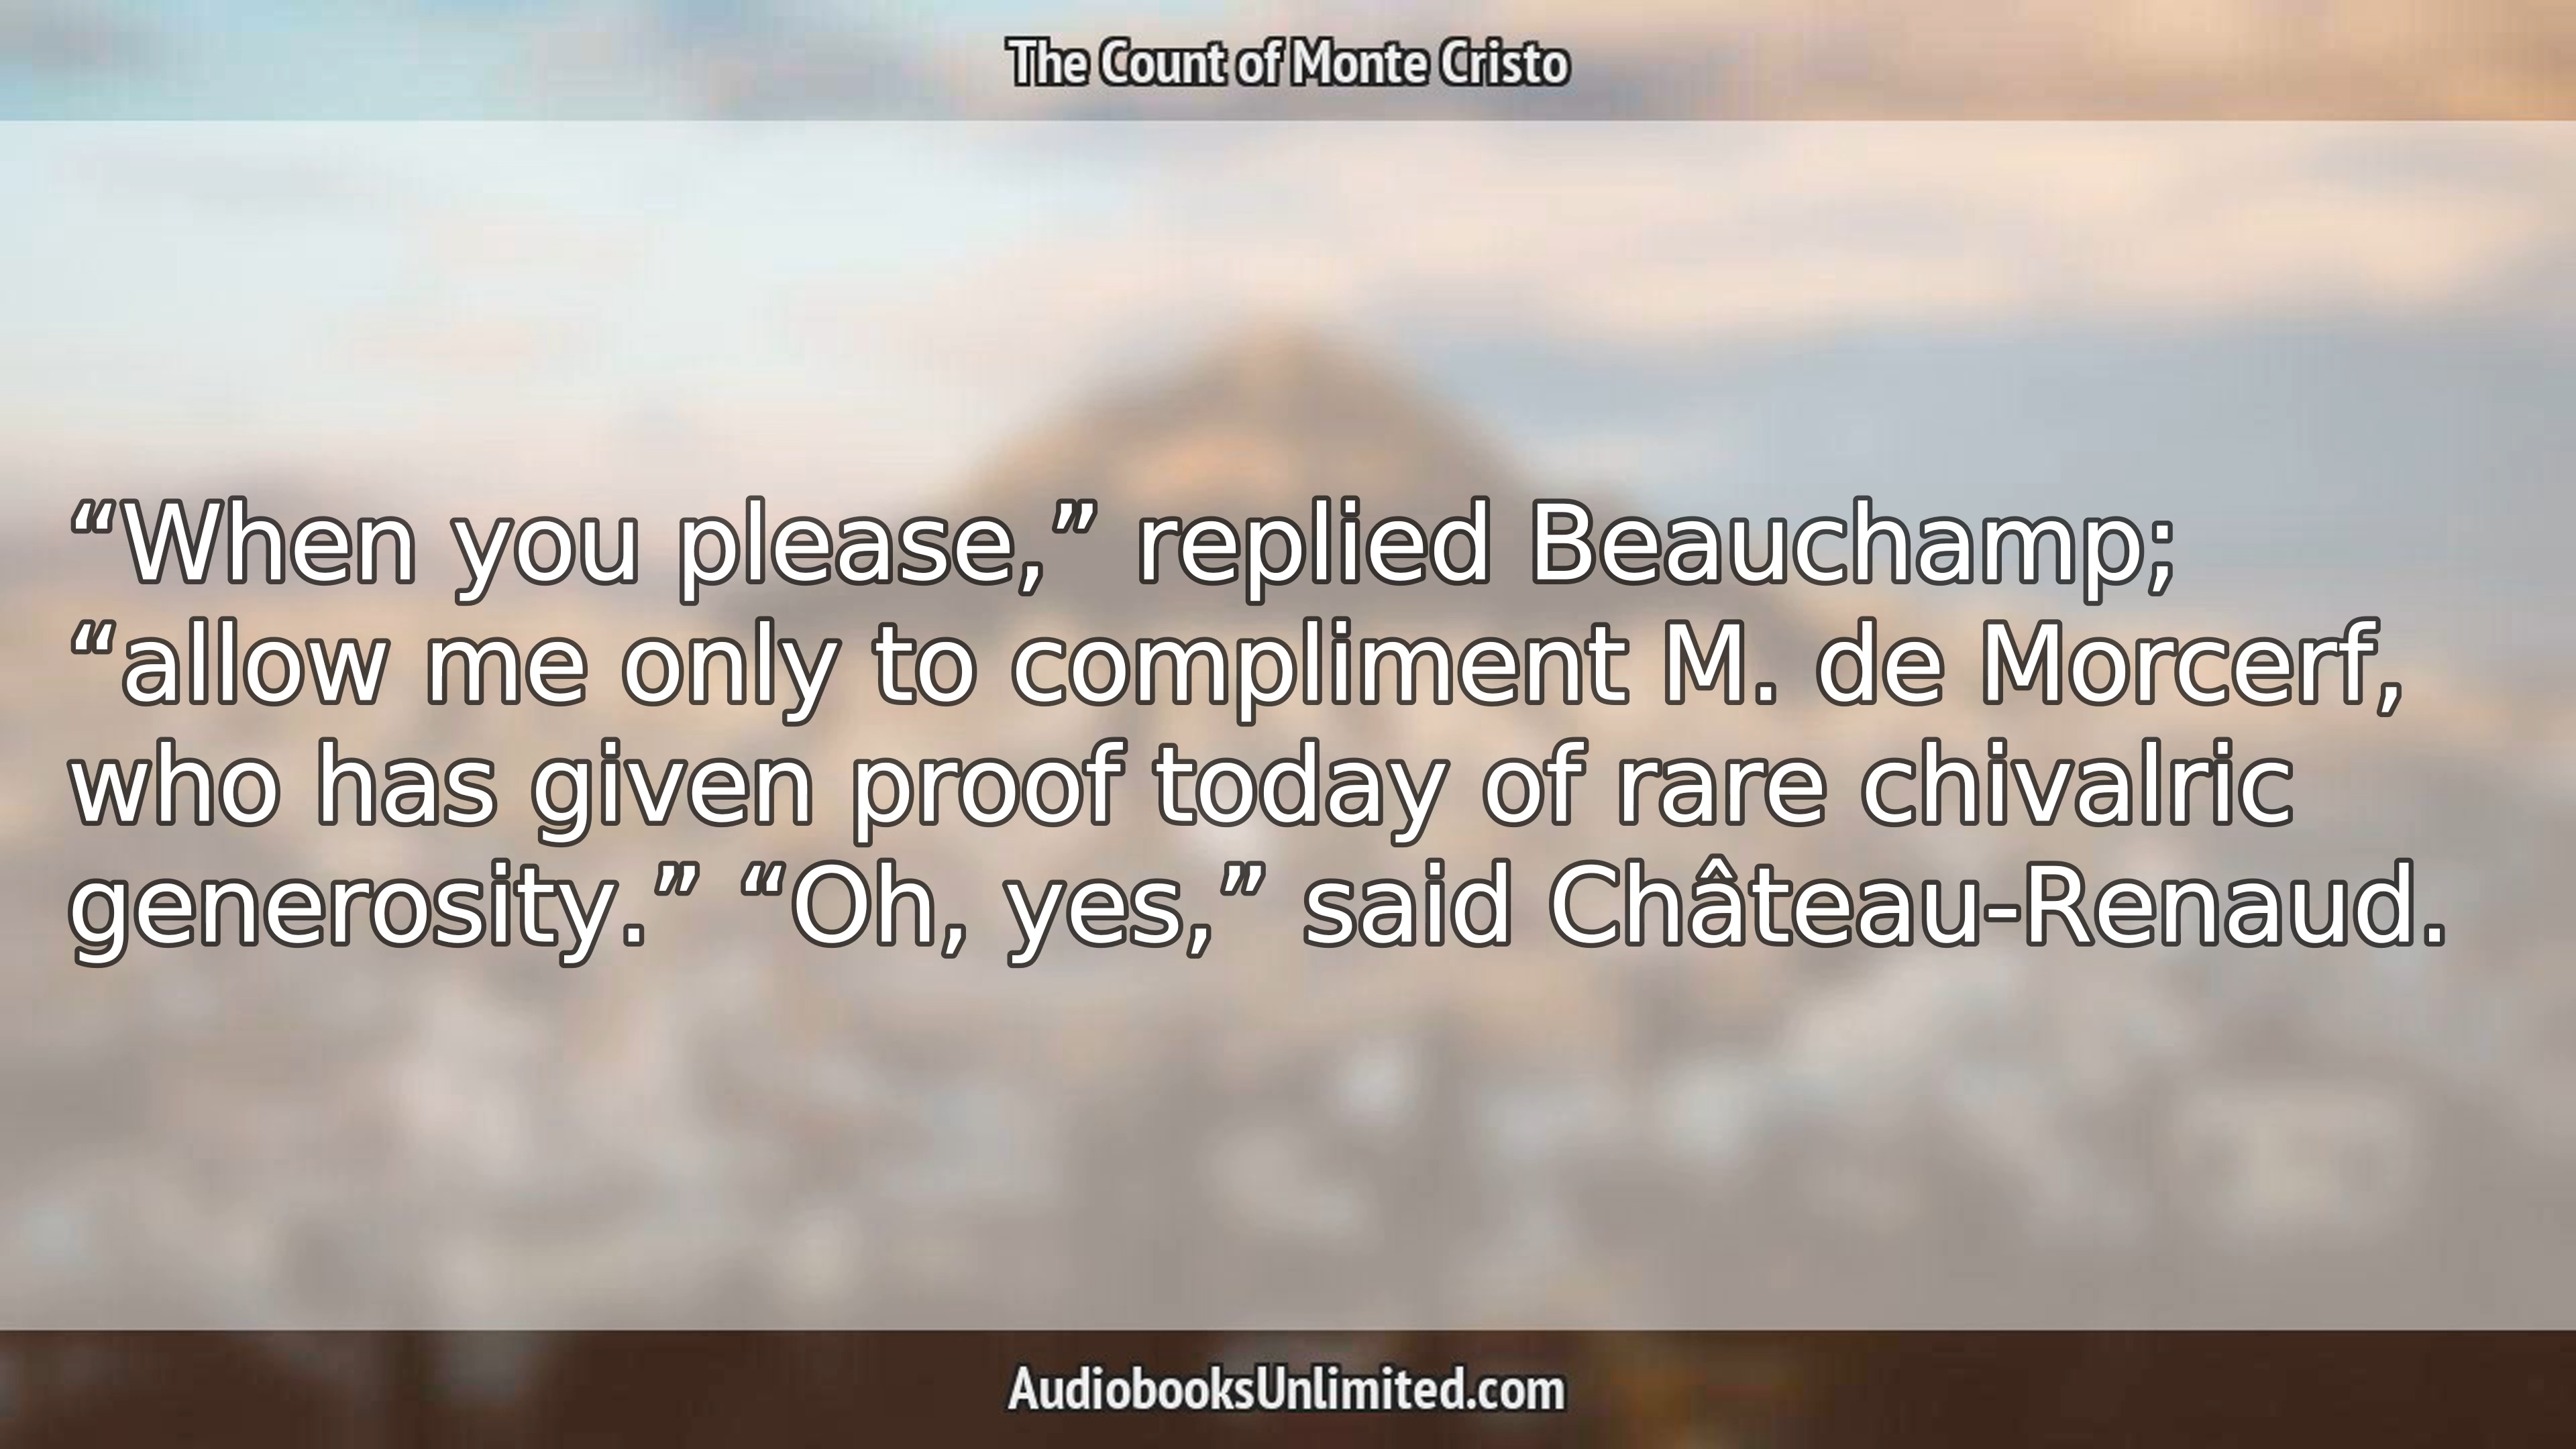 The Count of Monte Cristo
“When you please,” replied Beauchamp;
“allow me only to compliment M. de Morcerf,
who has given proof today of rare chivalric
generosity.” “Oh, yes,” said Château-Renaud.
AudiobooksUnlimited.com